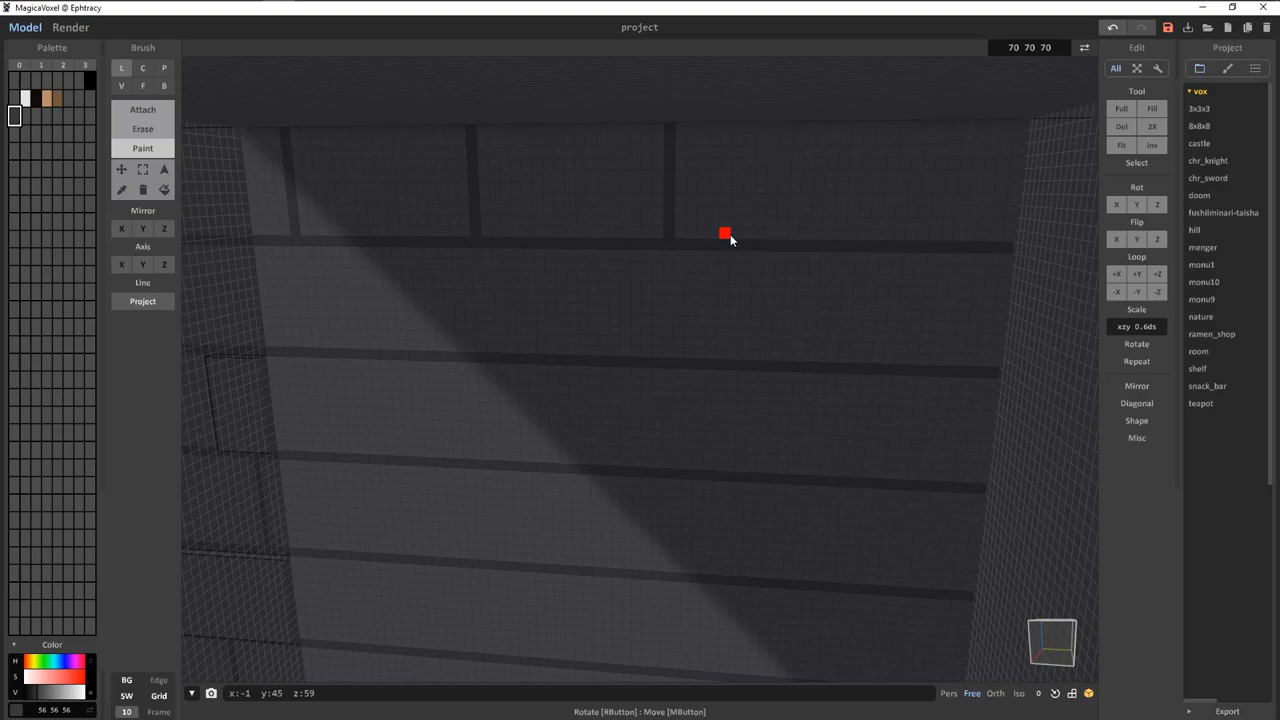 MagicaVoxel @ Ephtracy
Model Render project
Palette Brush 70 70 70 Edit Project
0 1 2 3
L C P All
V F B
Tool
vox
Attach Full Fill 3x3x3
Erase Del 2X 8x8x8
Paint Fit Inv castle
Select chr_knight
chr_sword
Rot doom
Mirror X Y Z fushilminari-taisha
X Y Z Flip hill
Axis X Y Z menger
X Y Z Loop monu1
Line +X +Y +Z monu10
Project -X -Y -Z monu9
Scale nature
xzy 0.6ds ramen_shop
Rotate room
Repeat shelf
Mirror snack_bar
Diagonal teapot
Shape
Misc
Color
H
S
V
BG Edge
SW Grid
10 Frame
56 56 56
x:-1 y:45 z:59 Pers Free Orth Iso 0
Rotate [RButton] : Move [MButton] Export